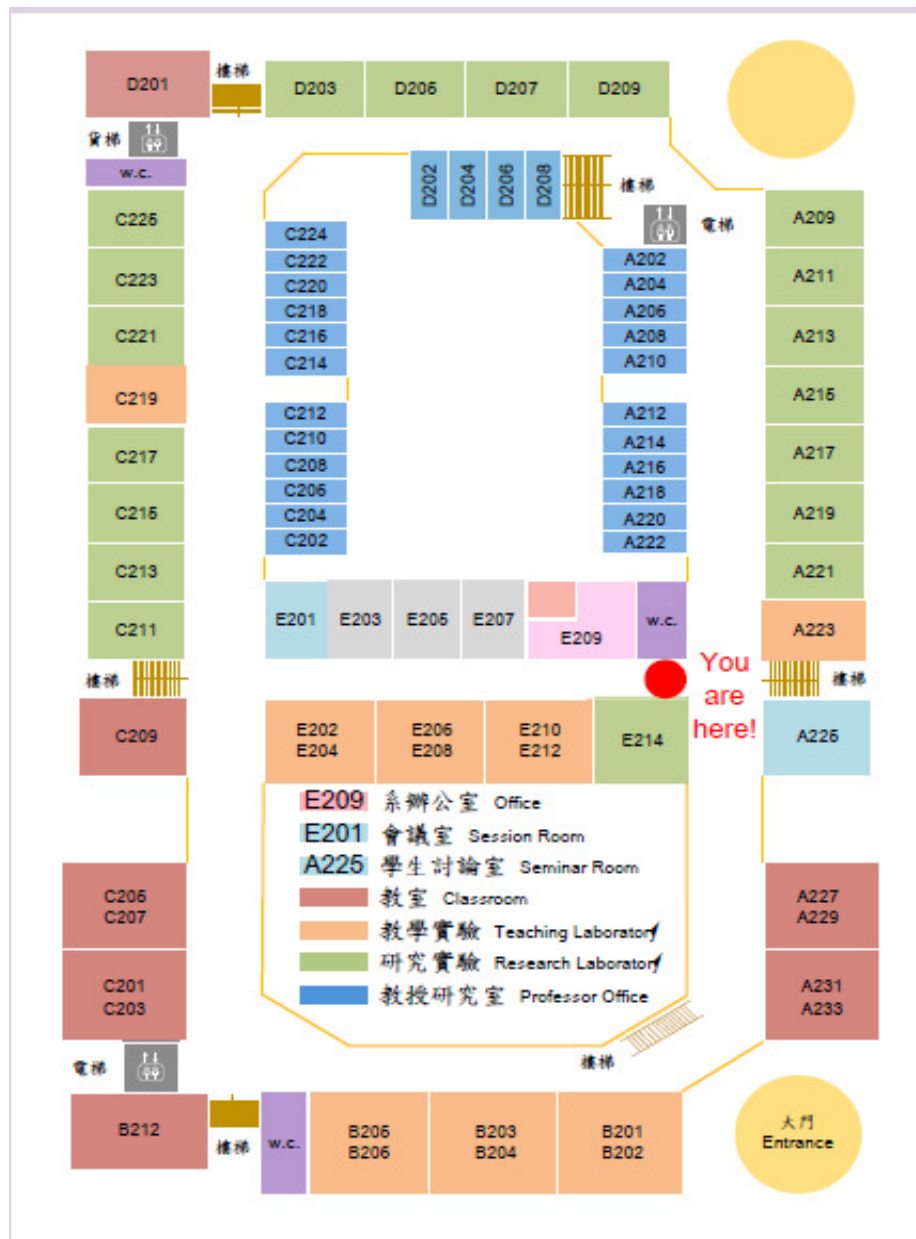 D201
樓梯
D203
D205
D207
D209
貨梯
w.c.
D202
D204
D206
D208
樓梯
電梯
C225
C223
C221
C219
C217
C215
C213
C211
C224
C222
C220
C218
C216
C214
C212
C210
C208
C206
C204
C202
A202
A204
A206
A208
A210
A212
A214
A216
A218
A220
A222
A209
A211
A213
A215
A217
A219
A221
A223
E201
E203
E205
E207
E209
w.c.
樓梯
You
are
here!
樓梯
C209
E202
E204
E206
E208
E210
E212
E214
A225
E209 系辦公室 Office
E201 會議室 Session Room
A225 學生討論室 Seminar Room
教室 Classroom
教學實驗 Teaching Laboratory
研究實驗 Research Laboratory
教授研究室 Professor Office
C205
C207
C201
C203
A227
A229
A231
A233
電梯
樓梯
B212
樓梯
w.c.
B205
B206
B203
B204
B201
B202
大門
Entrance